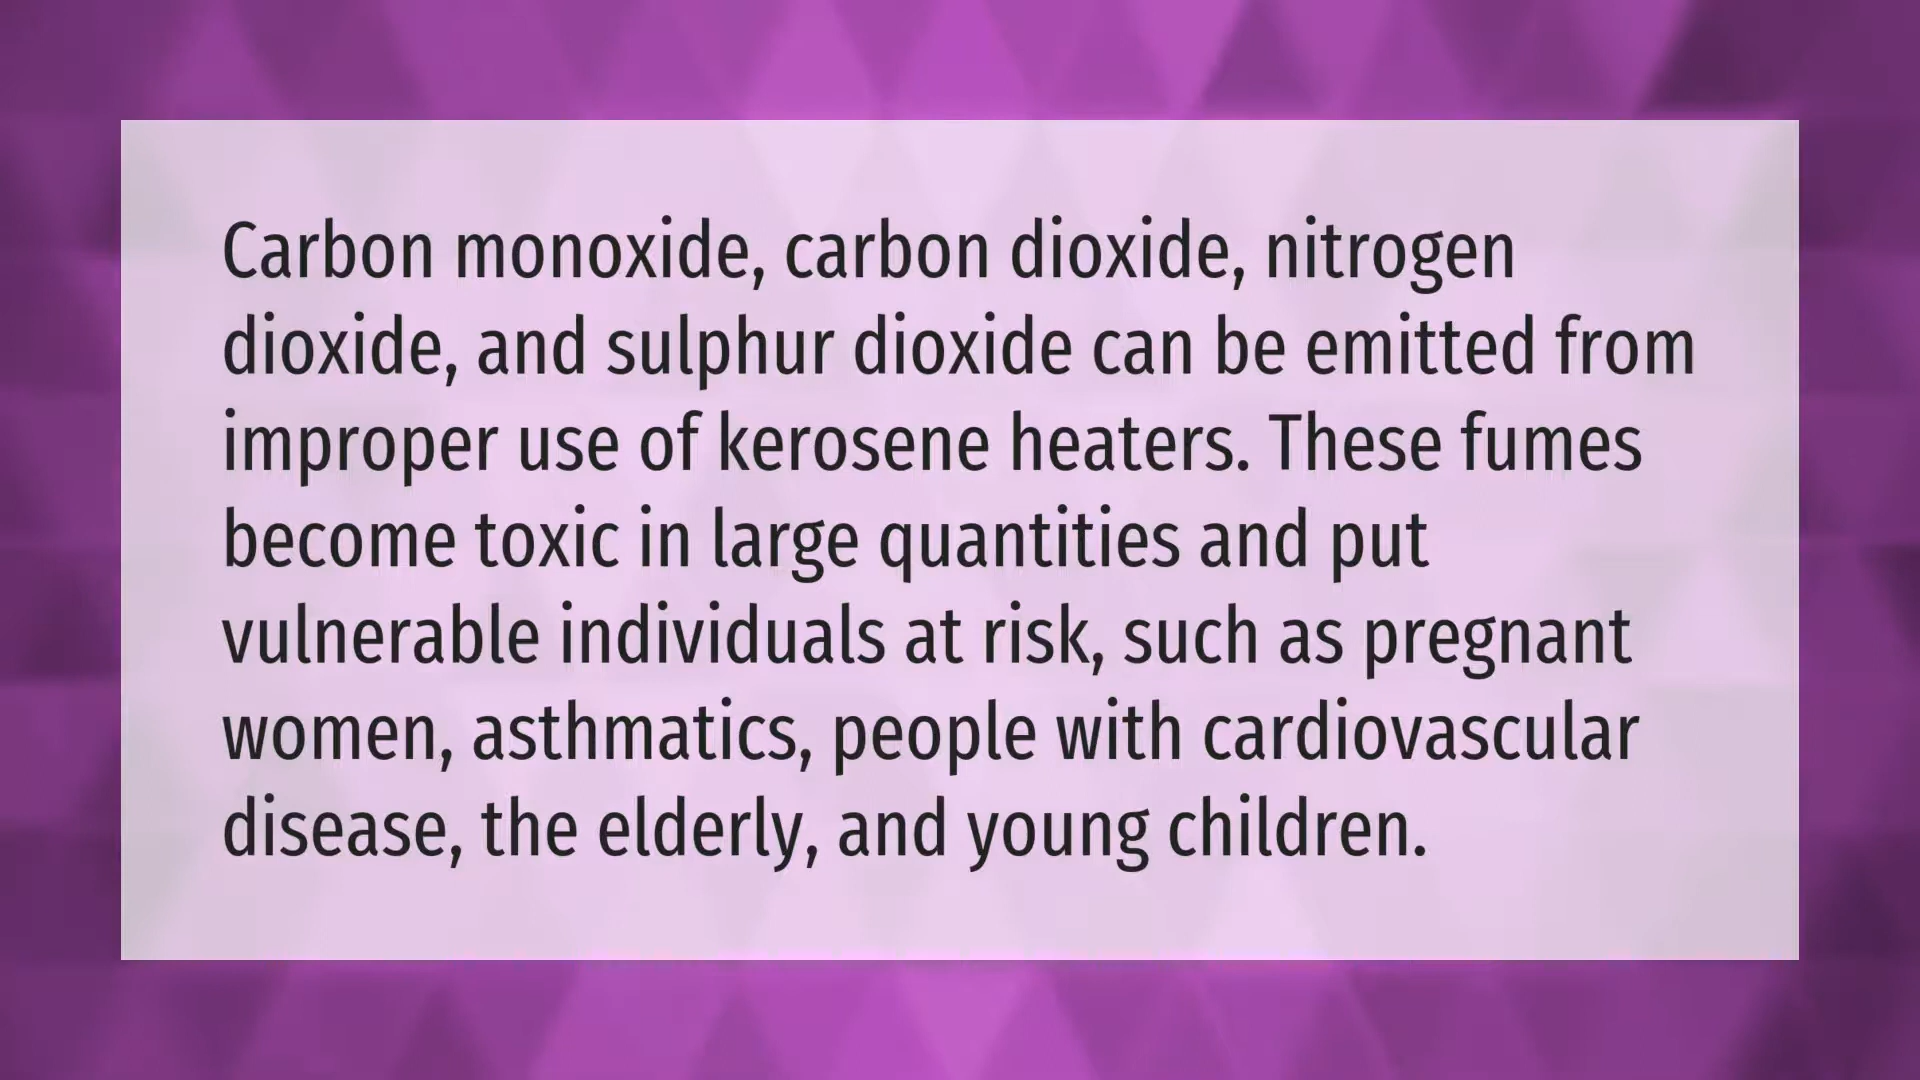 Carbon monoxide, carbon dioxide, nitrogen
dioxide, and sulphur dioxide can be emitted from
improper use of kerosene heaters. These fumes
become toxic in large quantities and put
vulnerable individuals at risk, such as pregnant
women, asthmatics, people with cardiovascular
disease, the elderly, and young children.